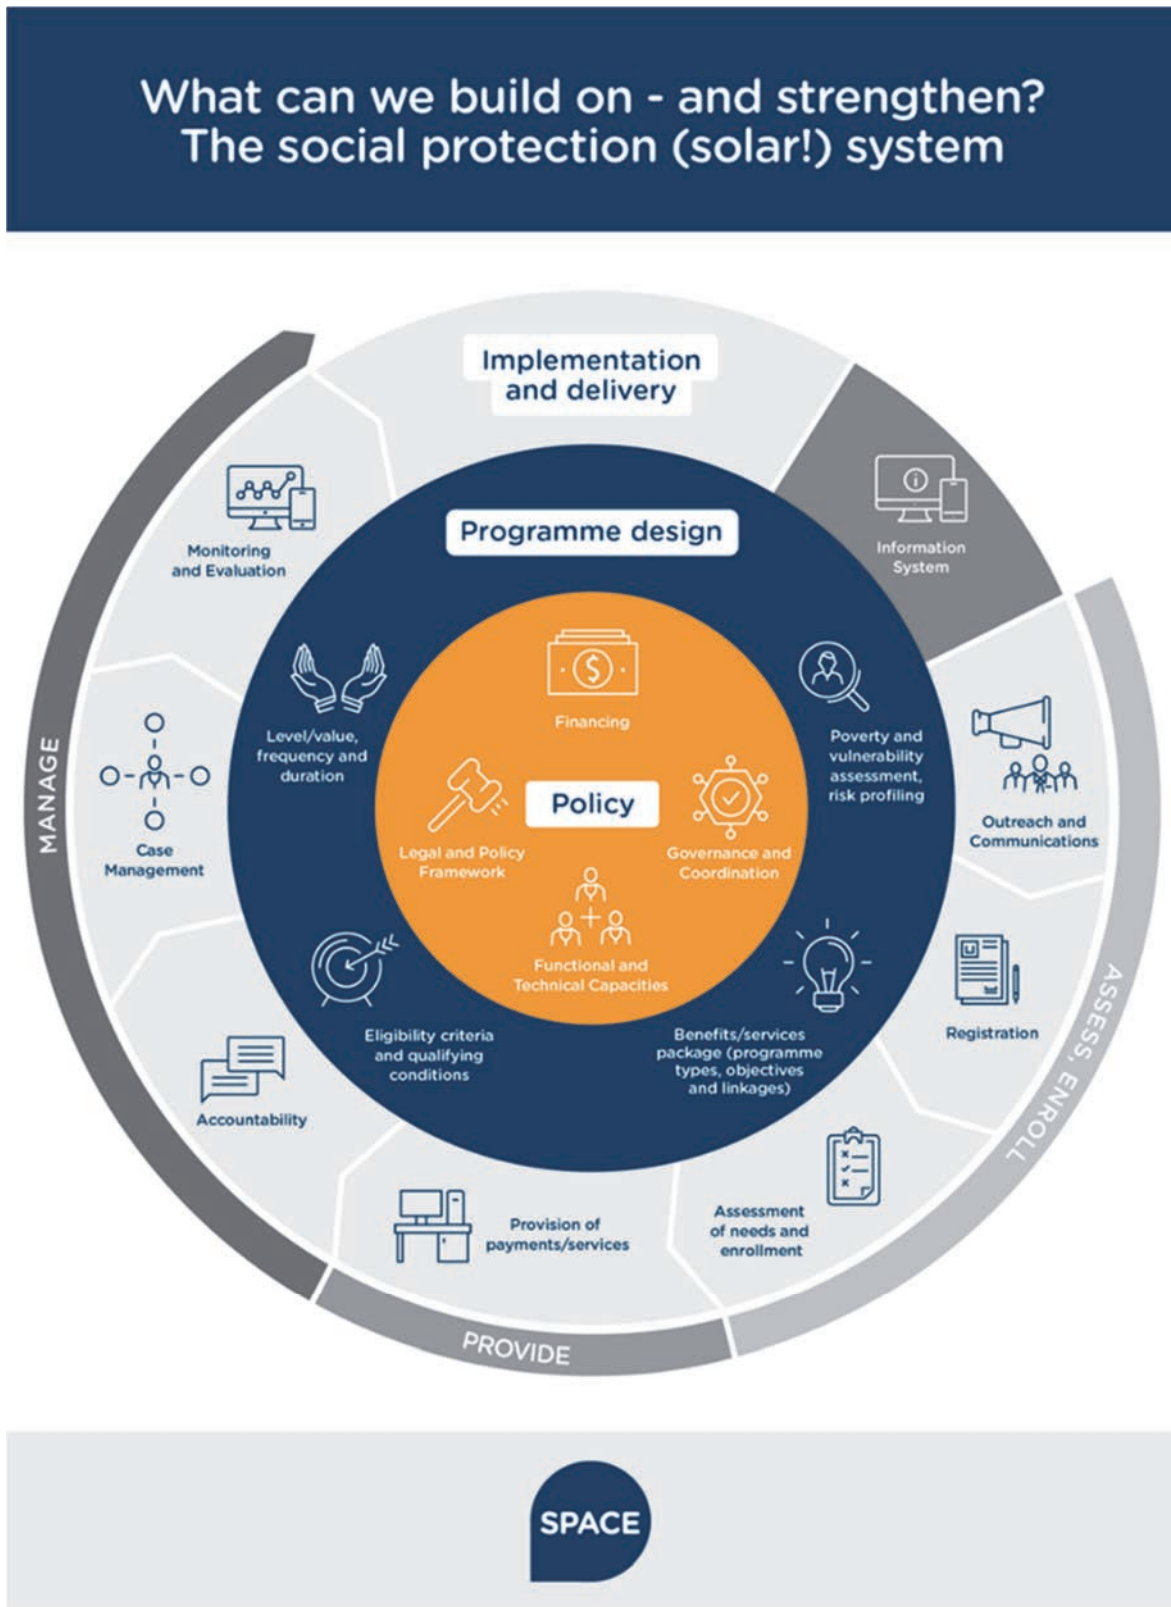 What can we build on - and strengthen?
The social protection (solar!) system
Implementation
and delivery
Information
System
Programme design
Monitoring
and Evaluation
Financing
Level/value,
frequency and
duration
Poverty and
vulnerability
assessment,
risk profiling
Policy
Legal and Policy
Framework
Governance and
Coordination
Functional and
Technical Capacities
Outreach and
Communications
Case
Management
MANAGE
Eligibility criteria
and qualifying
conditions
Benefits/services
package (programme
types, objectives
and linkages)
Registration
ASSESS, ENROLL
Accountability
Provision of
payments/services
Assessment
of needs and
enrollment
PROVIDE
SPACE